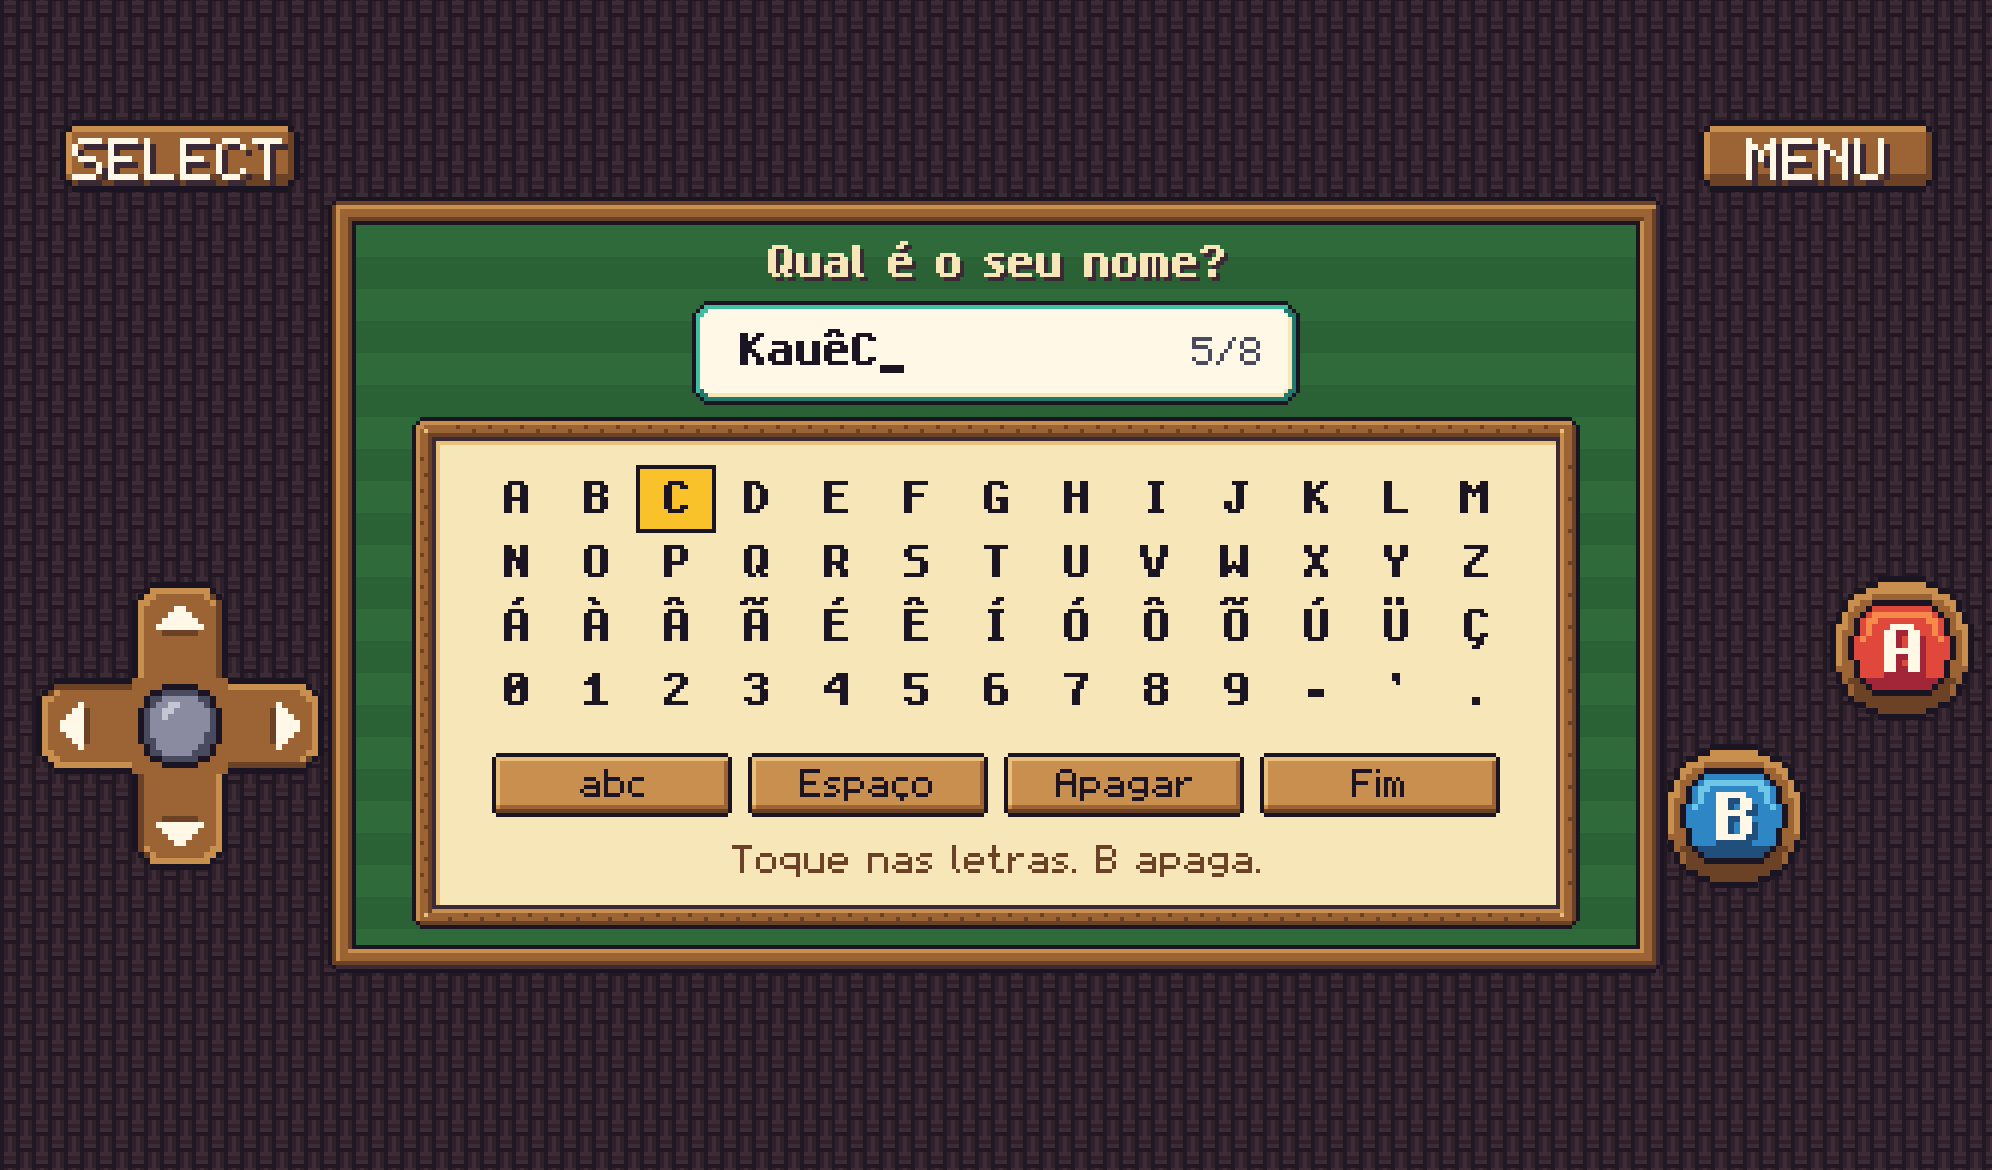 SELECT
MENU
Qual é o seu nome?
KauêC_ 5/8
A B C D E F G H I J K L M
N O P Q R S T U V W X Y Z
Á À Â Ã É Ê Í Ó Ô Õ Ú Ü Ç
0 1 2 3 4 5 6 7 8 9 - ' .
abc Espaço Apagar Fim
Toque nas letras. B apaga.
A
B